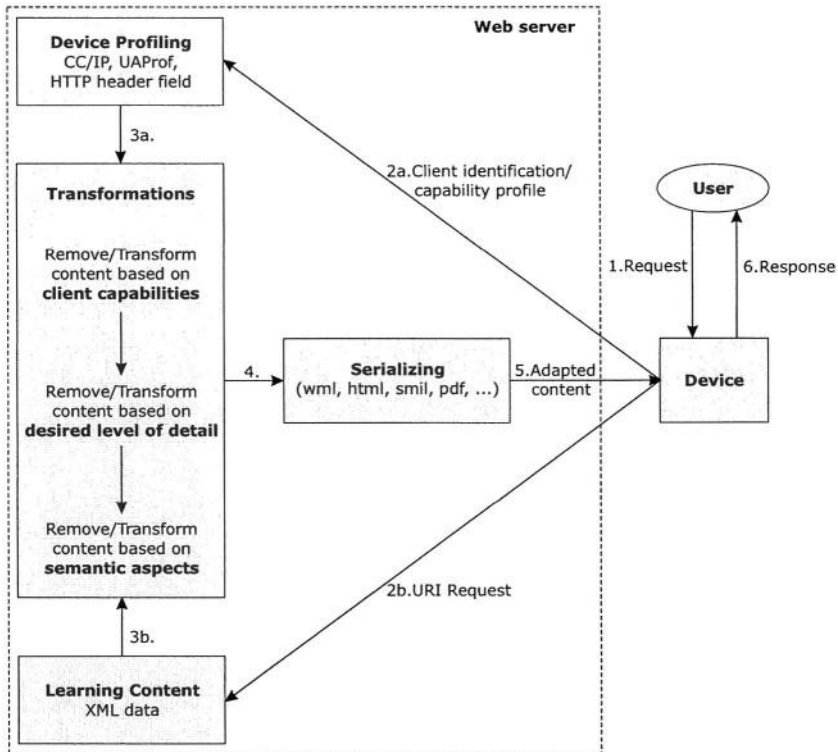 Web server
Device Profiling
CC/IP, UAProf,
HTTP header field
3a.
2a.Client identification/
capability profile
User
Transformations
Remove/Transform
content based on
client capabilities
1.Request
6.Response
4.
Serializing
(wml, html, smil, pdf, ...)
5.Adapted
content
Device
Remove/Transform
content based on
desired level of detail
Remove/Transform
content based on
semantic aspects
2b.URI Request
3b.
Learning Content
XML data